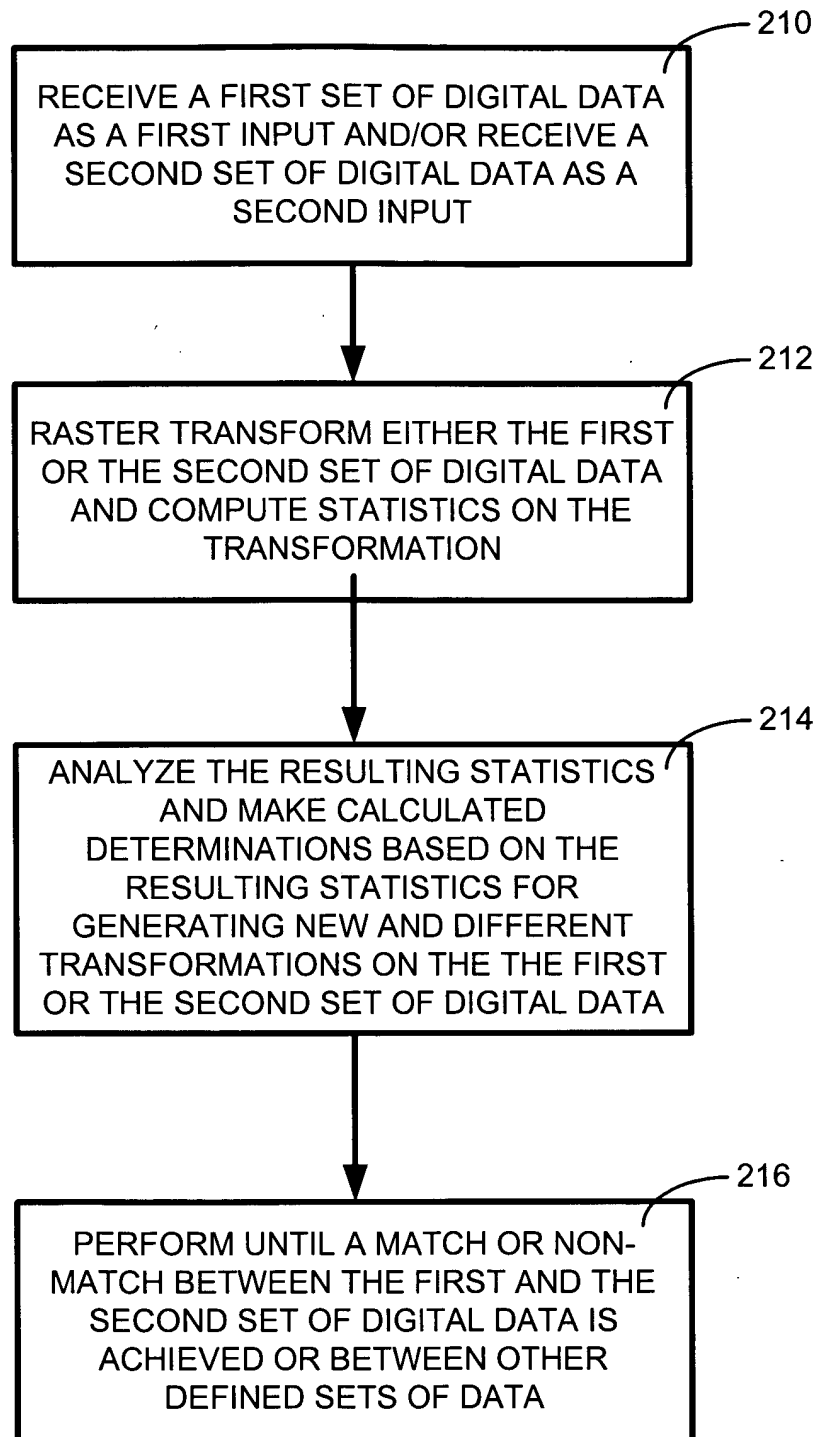 210
RECEIVE A FIRST SET OF DIGITAL DATA
AS A FIRST INPUT AND/OR RECEIVE A
SECOND SET OF DIGITAL DATA AS A
SECOND INPUT
212
RASTER TRANSFORM EITHER THE FIRST
OR THE SECOND SET OF DIGITAL DATA
AND COMPUTE STATISTICS ON THE
TRANSFORMATION
214
ANALYZE THE RESULTING STATISTICS
AND MAKE CALCULATED
DETERMINATIONS BASED ON THE
RESULTING STATISTICS FOR
GENERATING NEW AND DIFFERENT
TRANSFORMATIONS ON THE THE FIRST
OR THE SECOND SET OF DIGITAL DATA
216
PERFORM UNTIL A MATCH OR NON-
MATCH BETWEEN THE FIRST AND THE
SECOND SET OF DIGITAL DATA IS
ACHIEVED OR BETWEEN OTHER
DEFINED SETS OF DATA